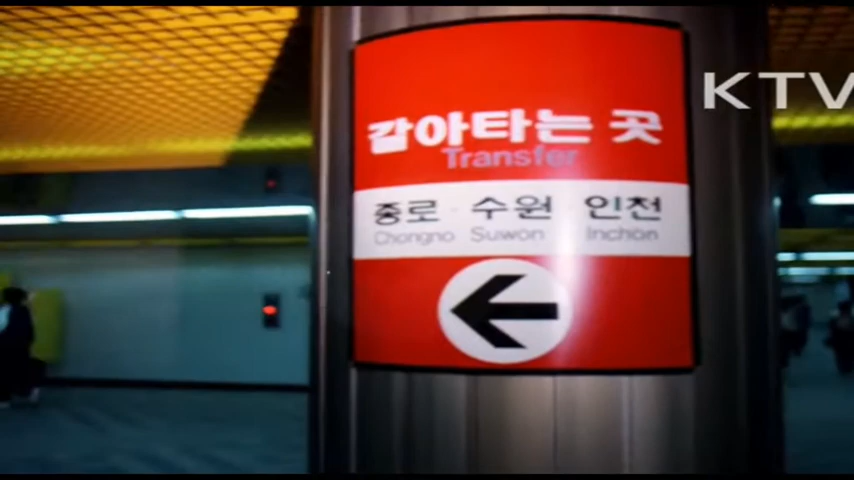 KTV
갈아타는 곳
Transfer
종로 · 수원 인천
Chongno Suwon Inchon